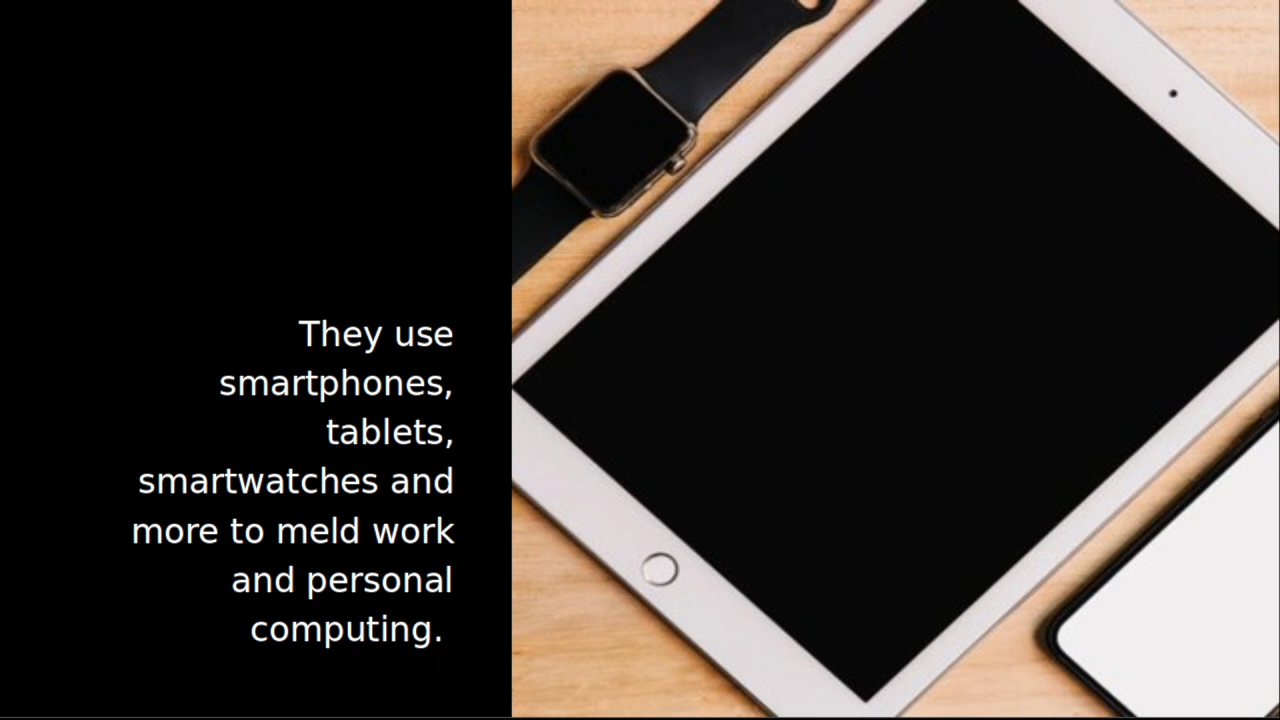 They use
smartphones,
tablets,
smartwatches and
more to meld work
and personal
computing.